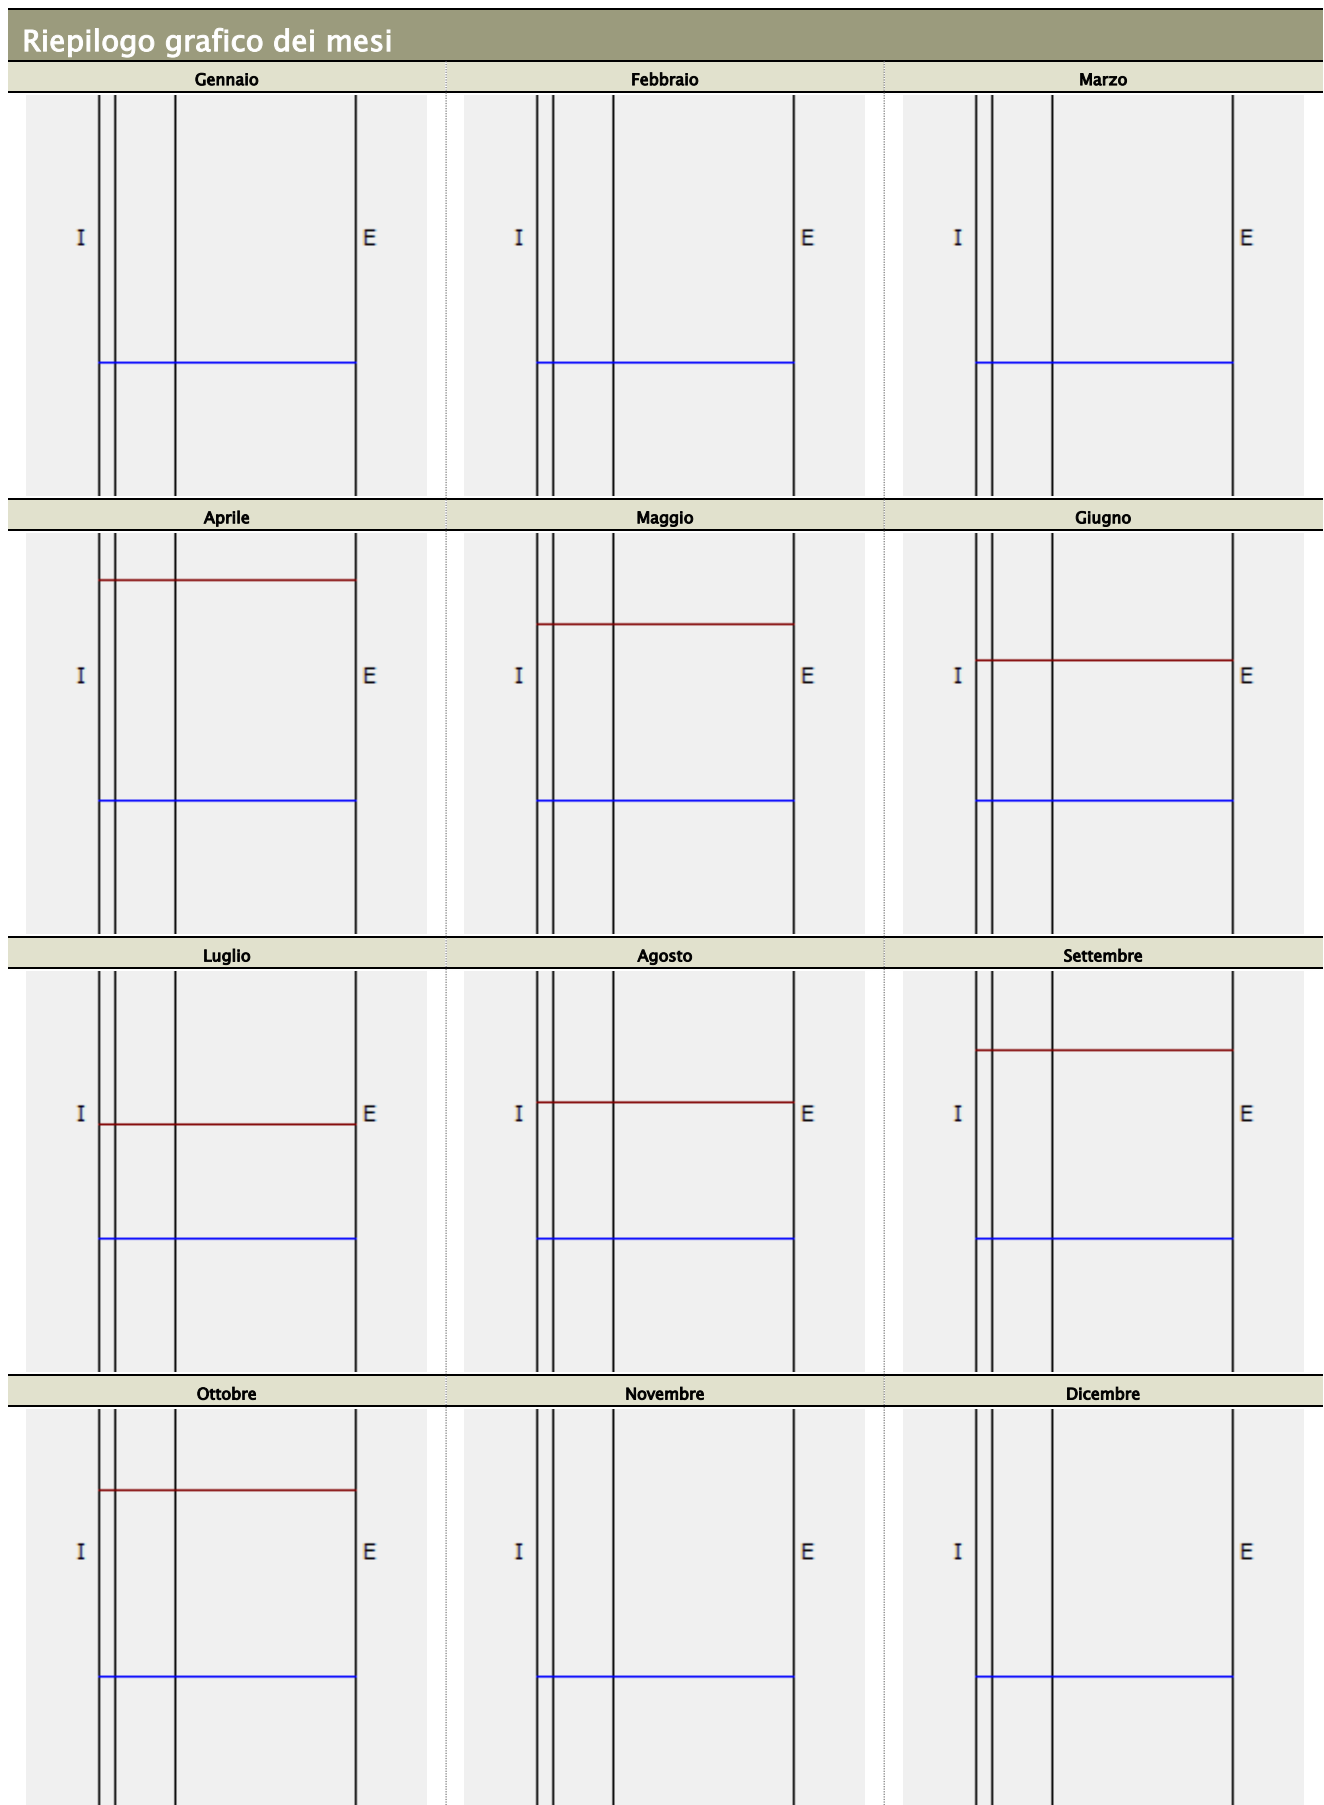 Riepilogo grafico dei mesi
Gennaio Febbraio Marzo
I E I E I E
Aprile Maggio Giugno
I E I E I E
Luglio Agosto Settembre
I E I E I E
Ottobre Novembre Dicembre
I E I E I E